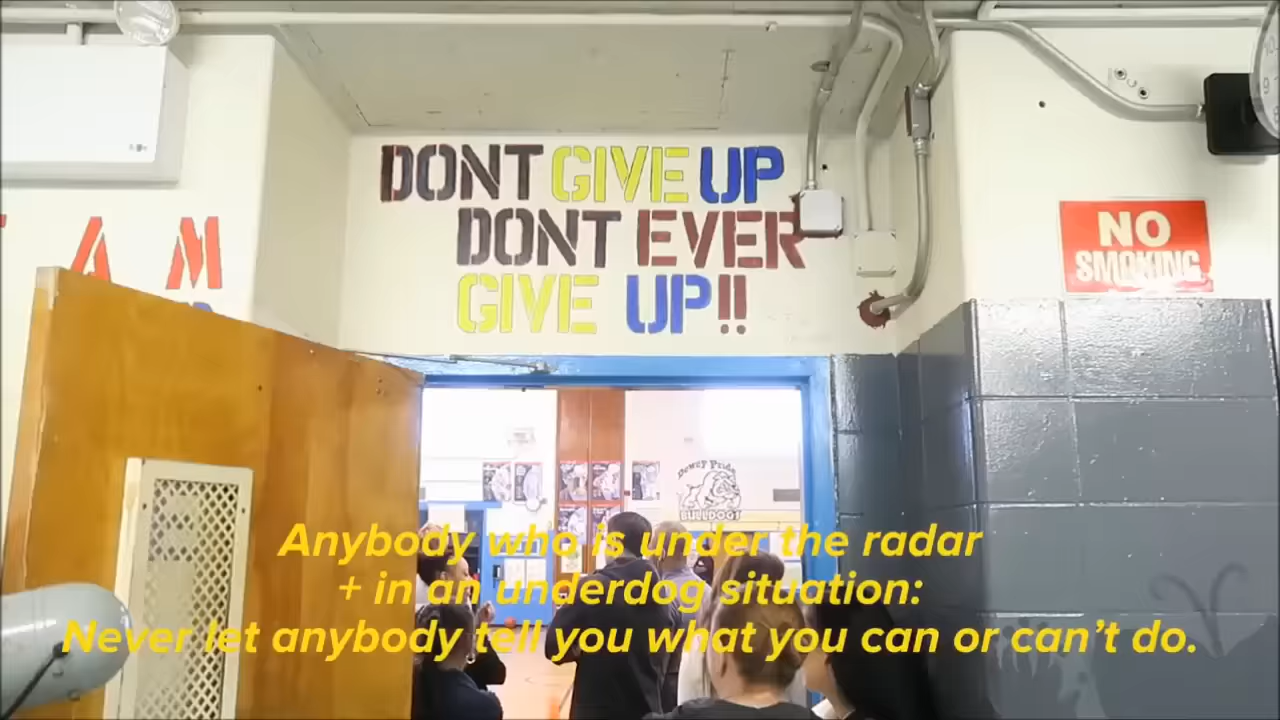 DONT GIVE UP
DONT EVER
GIVE UP!!
AM
NO
SMOKING
Dewey Pride
BULLDOGS
Anybody who is under the radar
+ in an underdog situation:
Never let anybody tell you what you can or can't do.